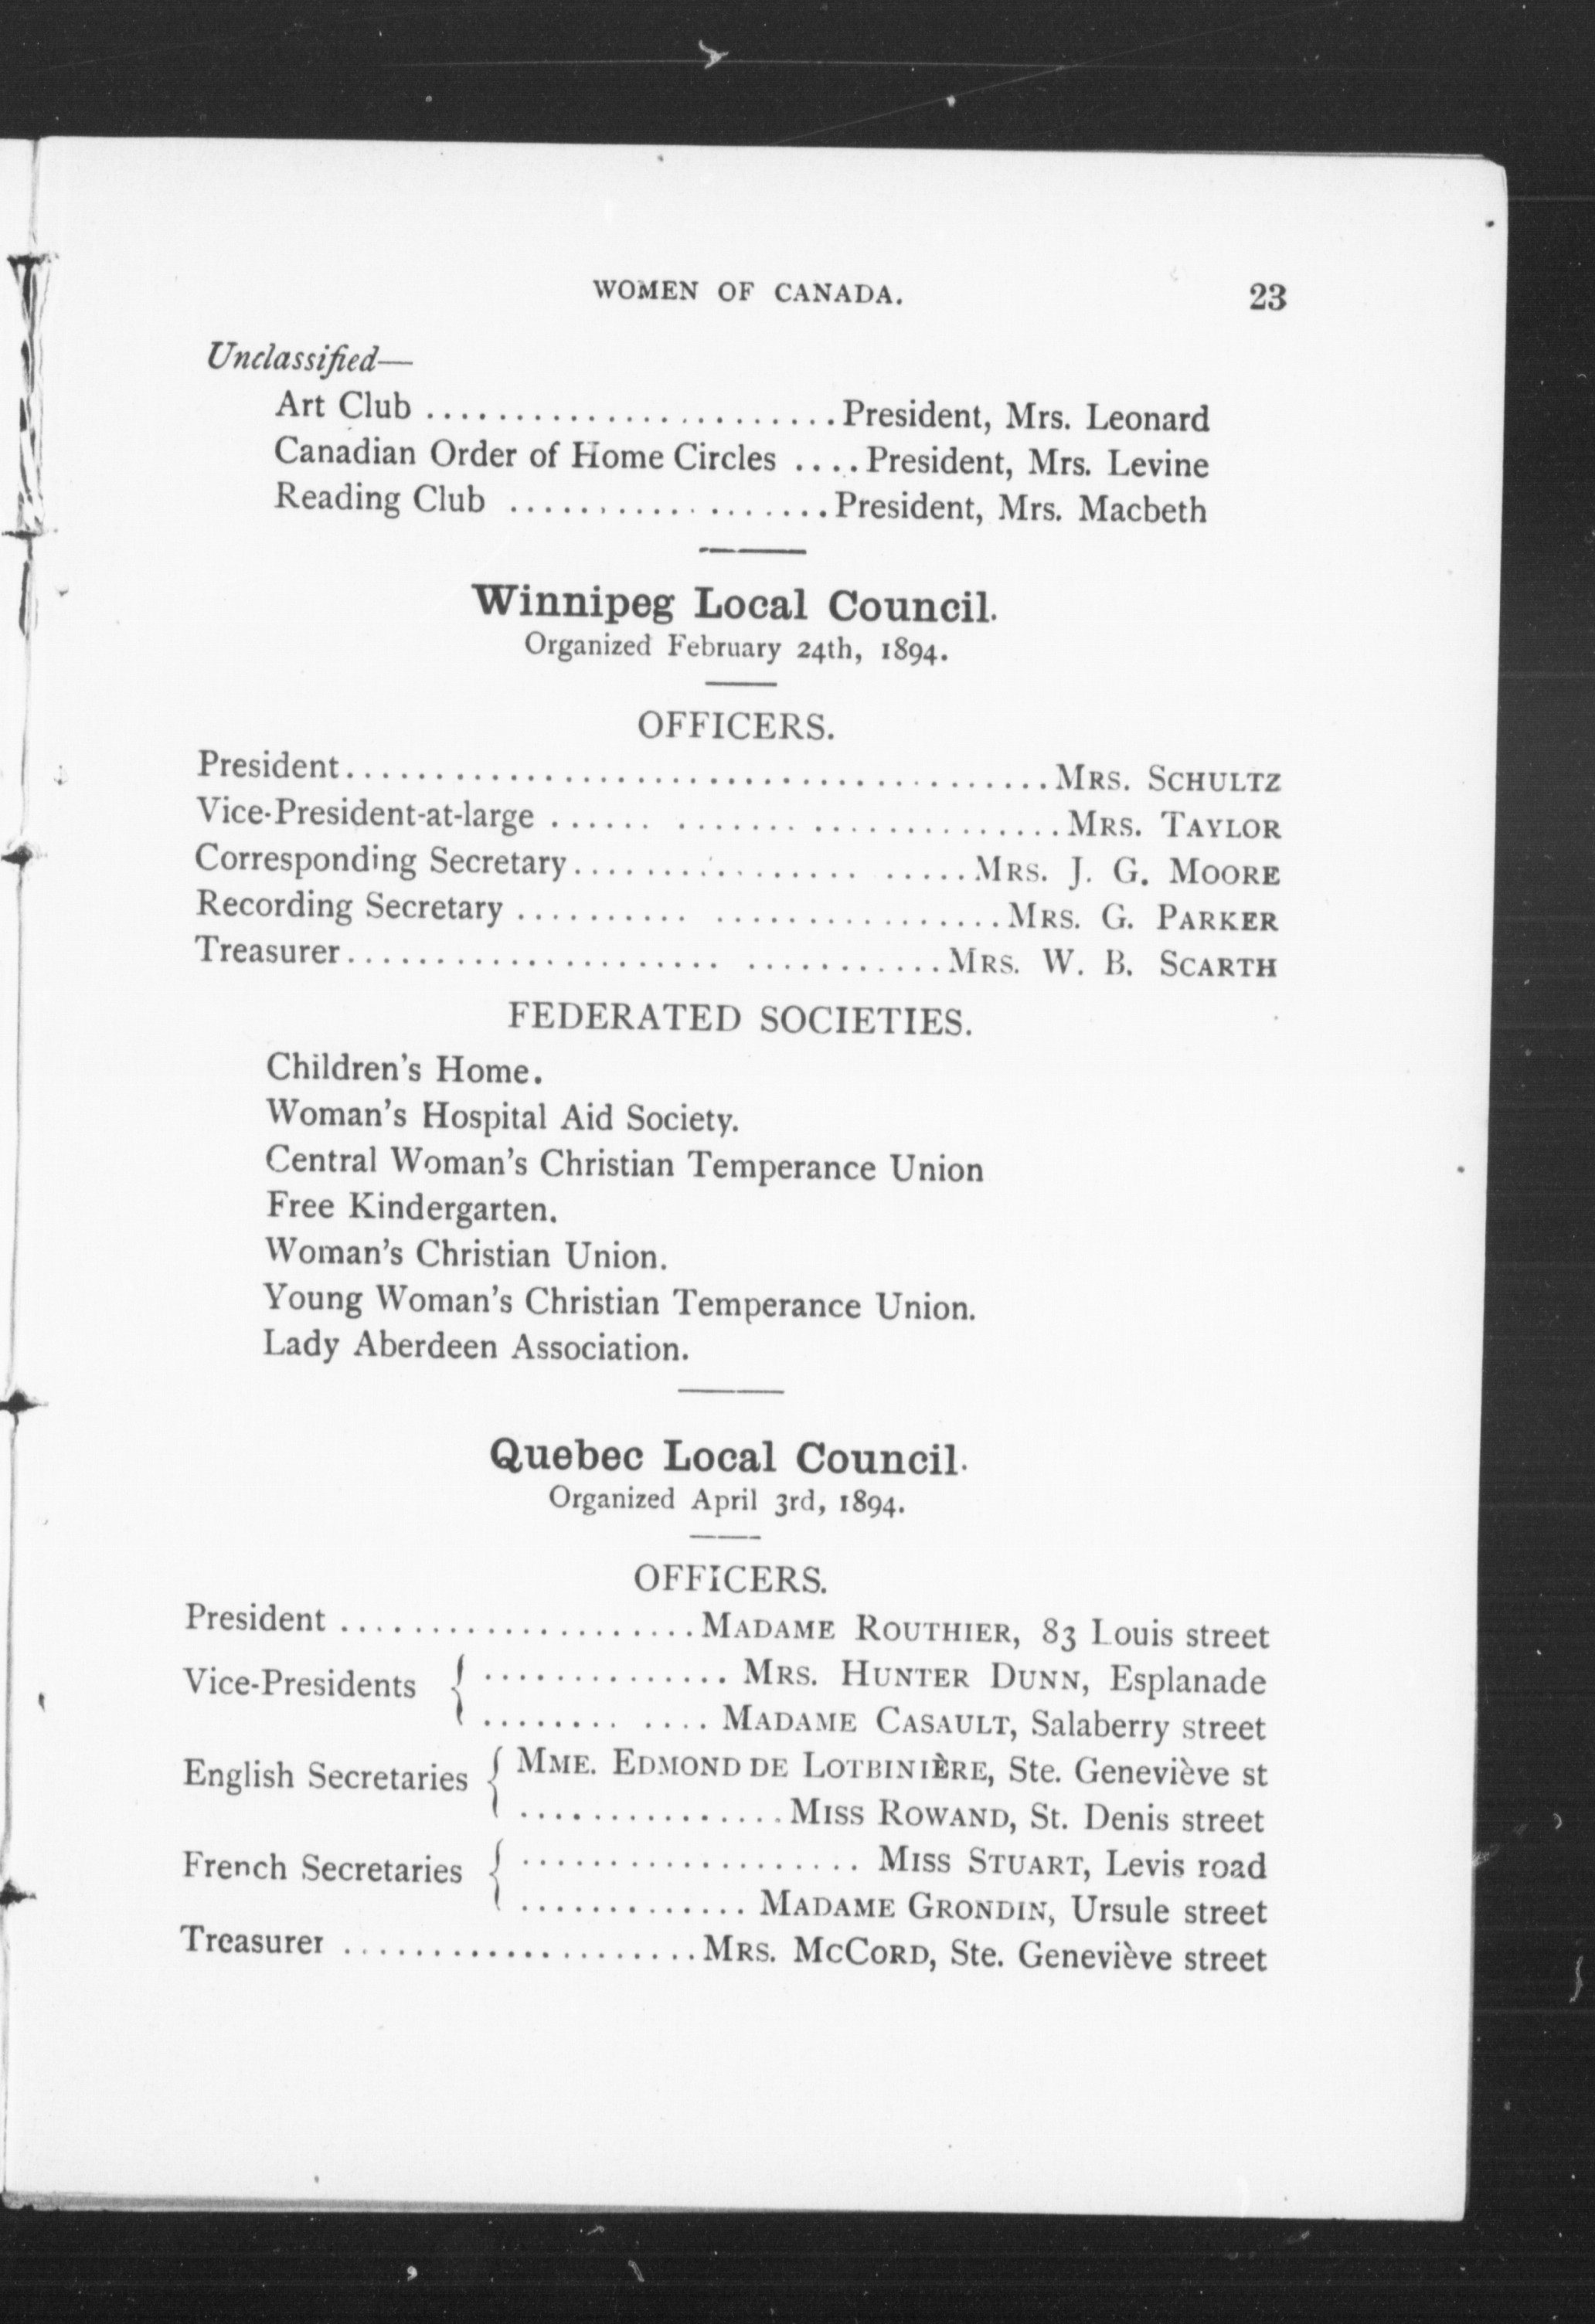 WOMEN OF CANADA. 23
Unclassified—
Art Club ........................President, Mrs. Leonard
Canadian Order of Home Circles ....President, Mrs. Levine
Reading Club ..................President, Mrs. Macbeth
Winnipeg Local Council.
Organized February 24th, 1894.
OFFICERS.
President.......................................MRS. SCHULTZ
Vice-President-at-large ...........................MRS. TAYLOR
Corresponding Secretary.....................MRS. J. G. MOORE
Recording Secretary ..........................MRS. G. PARKER
Treasurer................................MRS. W. B. SCARTH
FEDERATED SOCIETIES.
Children's Home.
Woman's Hospital Aid Society.
Central Woman's Christian Temperance Union
Free Kindergarten.
Woman's Christian Union.
Young Woman's Christian Temperance Union.
Lady Aberdeen Association.
Quebec Local Council.
Organized April 3rd, 1894.
OFFICERS.
President ....................MADAME ROUTHIER, 83 Louis street
Vice-Presidents { .............. MRS. HUNTER DUNN, Esplanade
............ MADAME CASAULT, Salaberry street
English Secretaries { MME. EDMOND DE LOTBINIÈRE, Ste. Geneviève st
...............MISS ROWAND, St. Denis street
French Secretaries { ................... MISS STUART, Levis road
............. MADAME GRONDIN, Ursule street
Treasurer ....................MRS. MCCORD, Ste. Geneviève street